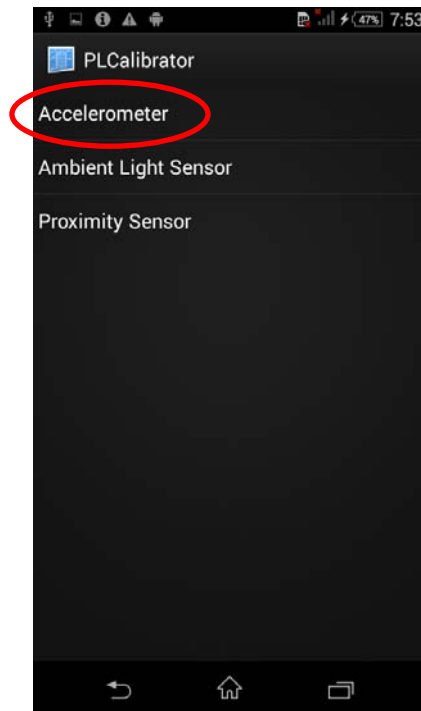 47% 7:53
PLCalibrator
Accelerometer
Ambient Light Sensor
Proximity Sensor